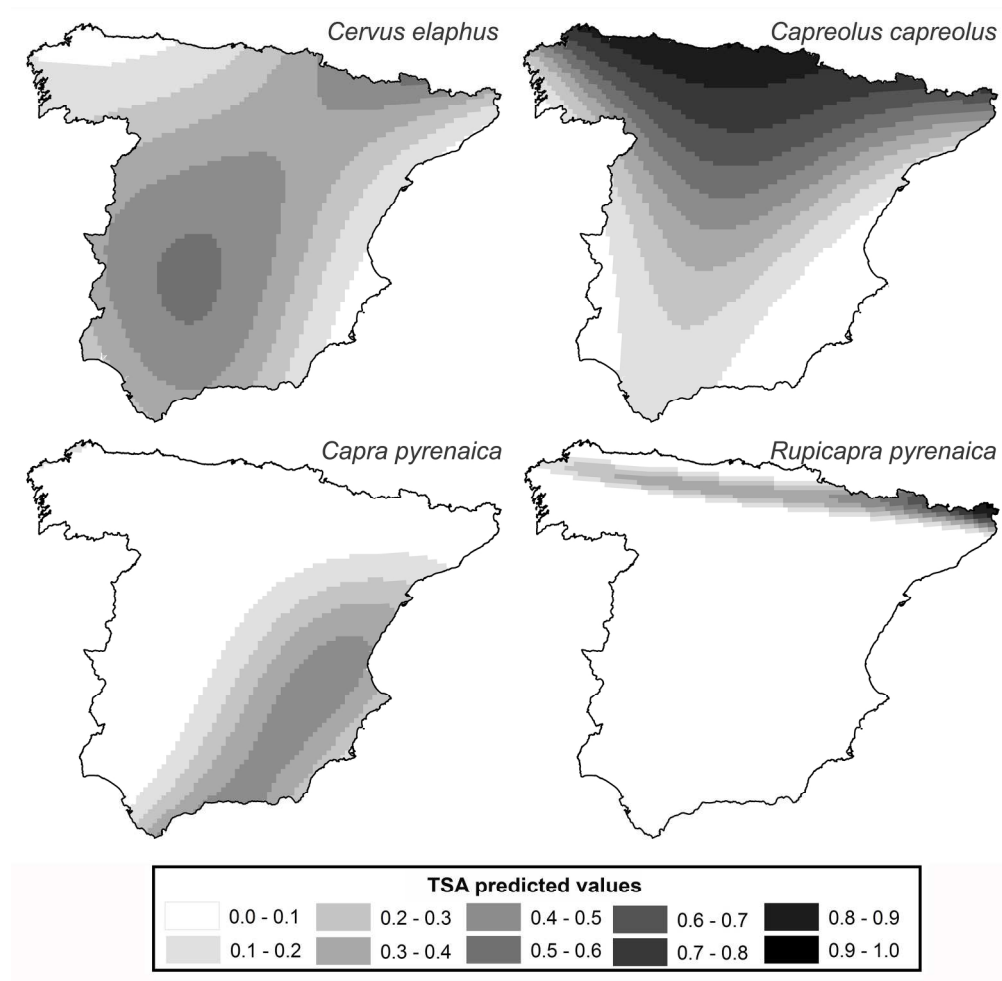 Cervus elaphus
Capreolus capreolus
Capra pyrenaica
Rupicapra pyrenaica
TSA predicted values
0.0 - 0.1
0.2 - 0.3
0.4 - 0.5
0.6 - 0.7
0.8 - 0.9
0.1 - 0.2
0.3 - 0.4
0.5 - 0.6
0.7 - 0.8
0.9 - 1.0